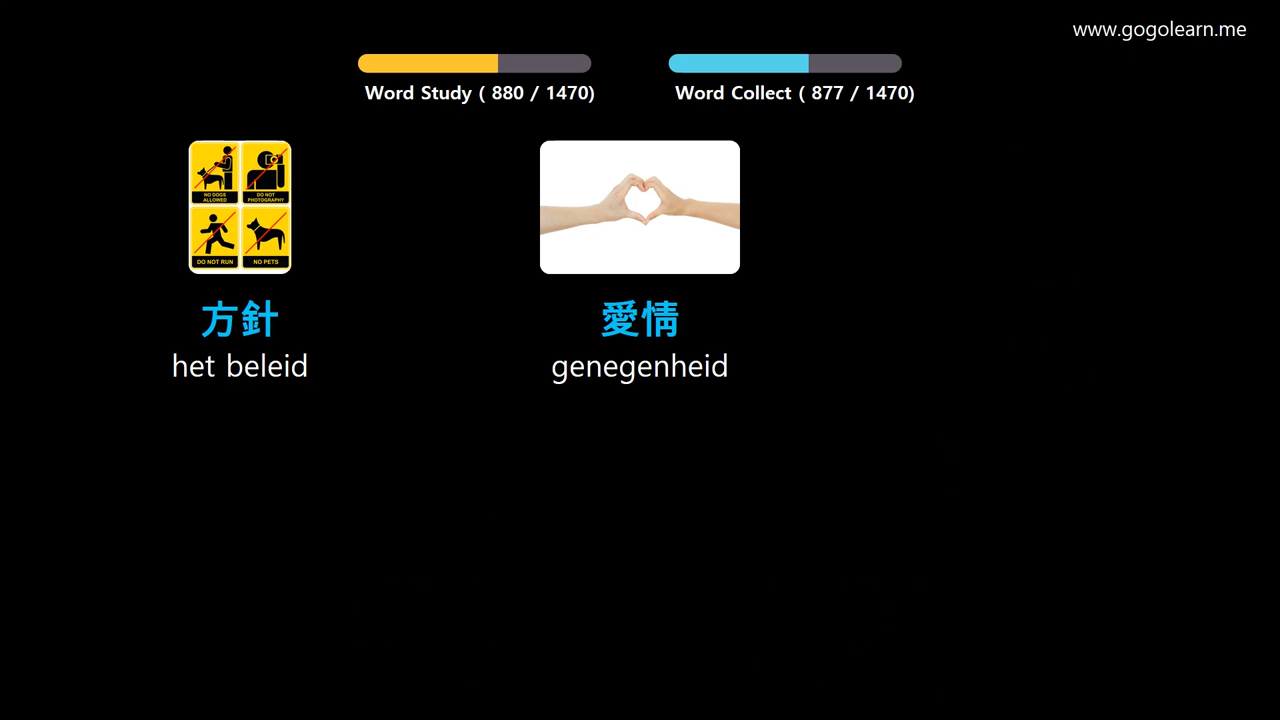 www.gogolearn.me
Word Study ( 880 / 1470)
Word Collect ( 877 / 1470)
NO DOGS
ALLOWED
DO NOT
PHOTOGRAPHY
DO NOT RUN
NO PETS
方針
愛情
het beleid
genegenheid